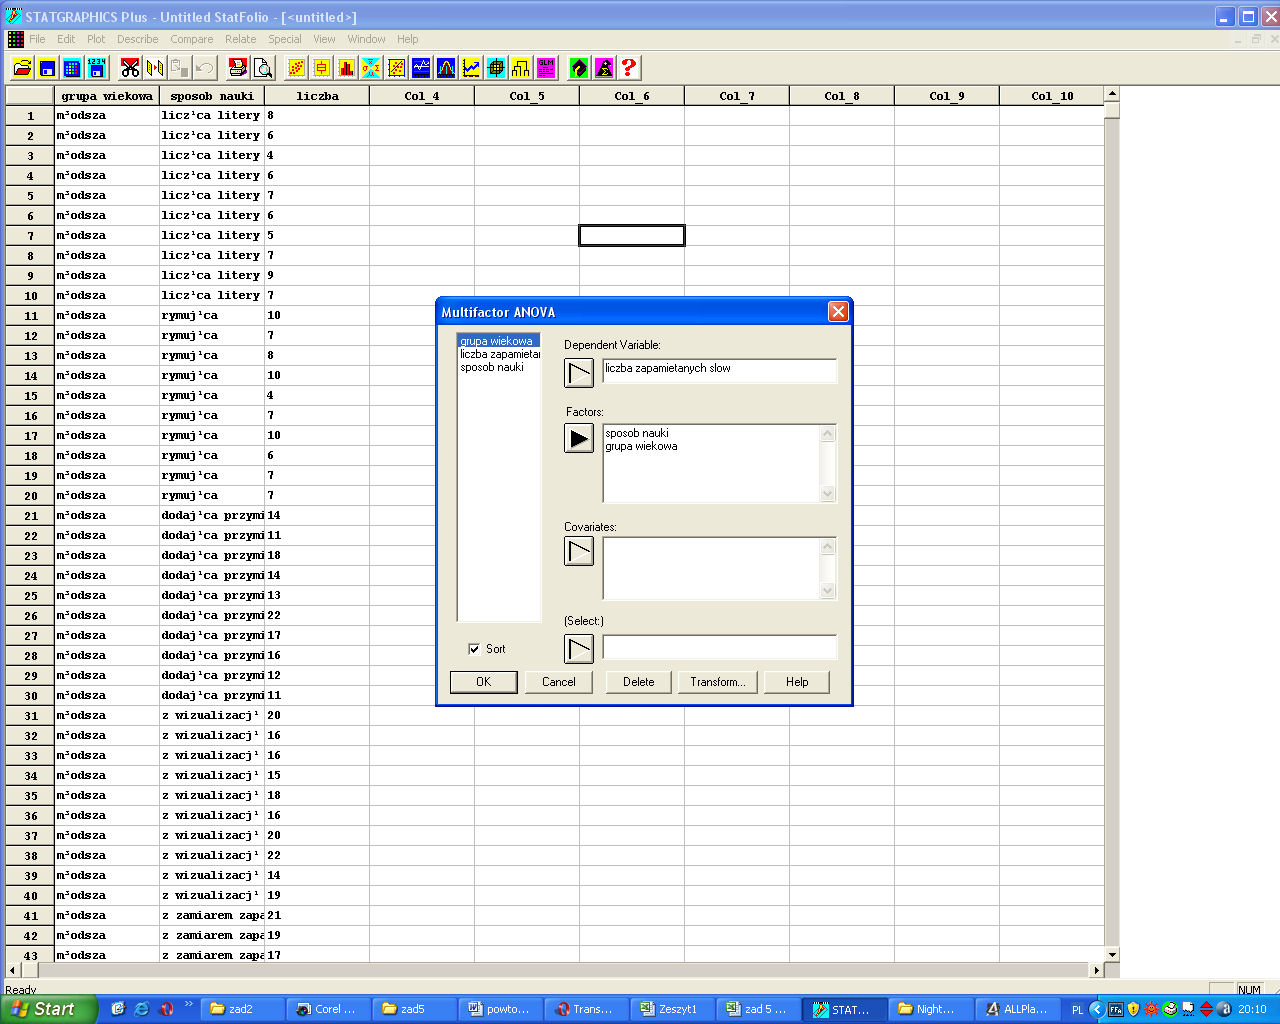 STATGRAPHICS Plus - Untitled StatFolio - [<untitled>]
File Edit Plot Describe Compare Relate Special View Window Help
grupa wiekowa sposob nauki liczba Col_4 Col_5 Col_6 Col_7 Col_8 Col_9 Col_10
1 m³odsza licz¹ca litery 8
2 m³odsza licz¹ca litery 6
3 m³odsza licz¹ca litery 4
4 m³odsza licz¹ca litery 6
5 m³odsza licz¹ca litery 7
6 m³odsza licz¹ca litery 6
7 m³odsza licz¹ca litery 5
8 m³odsza licz¹ca litery 7
9 m³odsza licz¹ca litery 9
10 m³odsza licz¹ca litery 7
11 m³odsza rymuj¹ca 10
12 m³odsza rymuj¹ca 7
13 m³odsza rymuj¹ca 8
14 m³odsza rymuj¹ca 10
15 m³odsza rymuj¹ca 4
16 m³odsza rymuj¹ca 7
17 m³odsza rymuj¹ca 10
18 m³odsza rymuj¹ca 6
19 m³odsza rymuj¹ca 7
20 m³odsza rymuj¹ca 7
21 m³odsza dodaj¹ca przymi 14
22 m³odsza dodaj¹ca przymi 11
23 m³odsza dodaj¹ca przymi 18
24 m³odsza dodaj¹ca przymi 14
25 m³odsza dodaj¹ca przymi 13
26 m³odsza dodaj¹ca przymi 22
27 m³odsza dodaj¹ca przymi 17
28 m³odsza dodaj¹ca przymi 16
29 m³odsza dodaj¹ca przymi 12
30 m³odsza dodaj¹ca przymi 11
31 m³odsza z wizualizacj¹ 20
32 m³odsza z wizualizacj¹ 16
33 m³odsza z wizualizacj¹ 16
34 m³odsza z wizualizacj¹ 15
35 m³odsza z wizualizacj¹ 18
36 m³odsza z wizualizacj¹ 16
37 m³odsza z wizualizacj¹ 20
38 m³odsza z wizualizacj¹ 22
39 m³odsza z wizualizacj¹ 14
40 m³odsza z wizualizacj¹ 19
41 m³odsza z zamiarem zapa 21
42 m³odsza z zamiarem zapa 19
43 m³odsza z zamiarem zapa 17
Multifactor ANOVA
grupa wiekowa
liczba zapamietar
sposob nauki
Sort
Dependent Variable:
liczba zapamietanych slow
Factors:
sposob nauki
grupa wiekowa
Covariates:
(Select:)
OK Cancel Delete Transform... Help
Ready NUM
Start zad2 Corel ... zad5 powto... Trans... Zeszyt1 zad 5 ... STAT... Night... ALLPla... PL 20:10